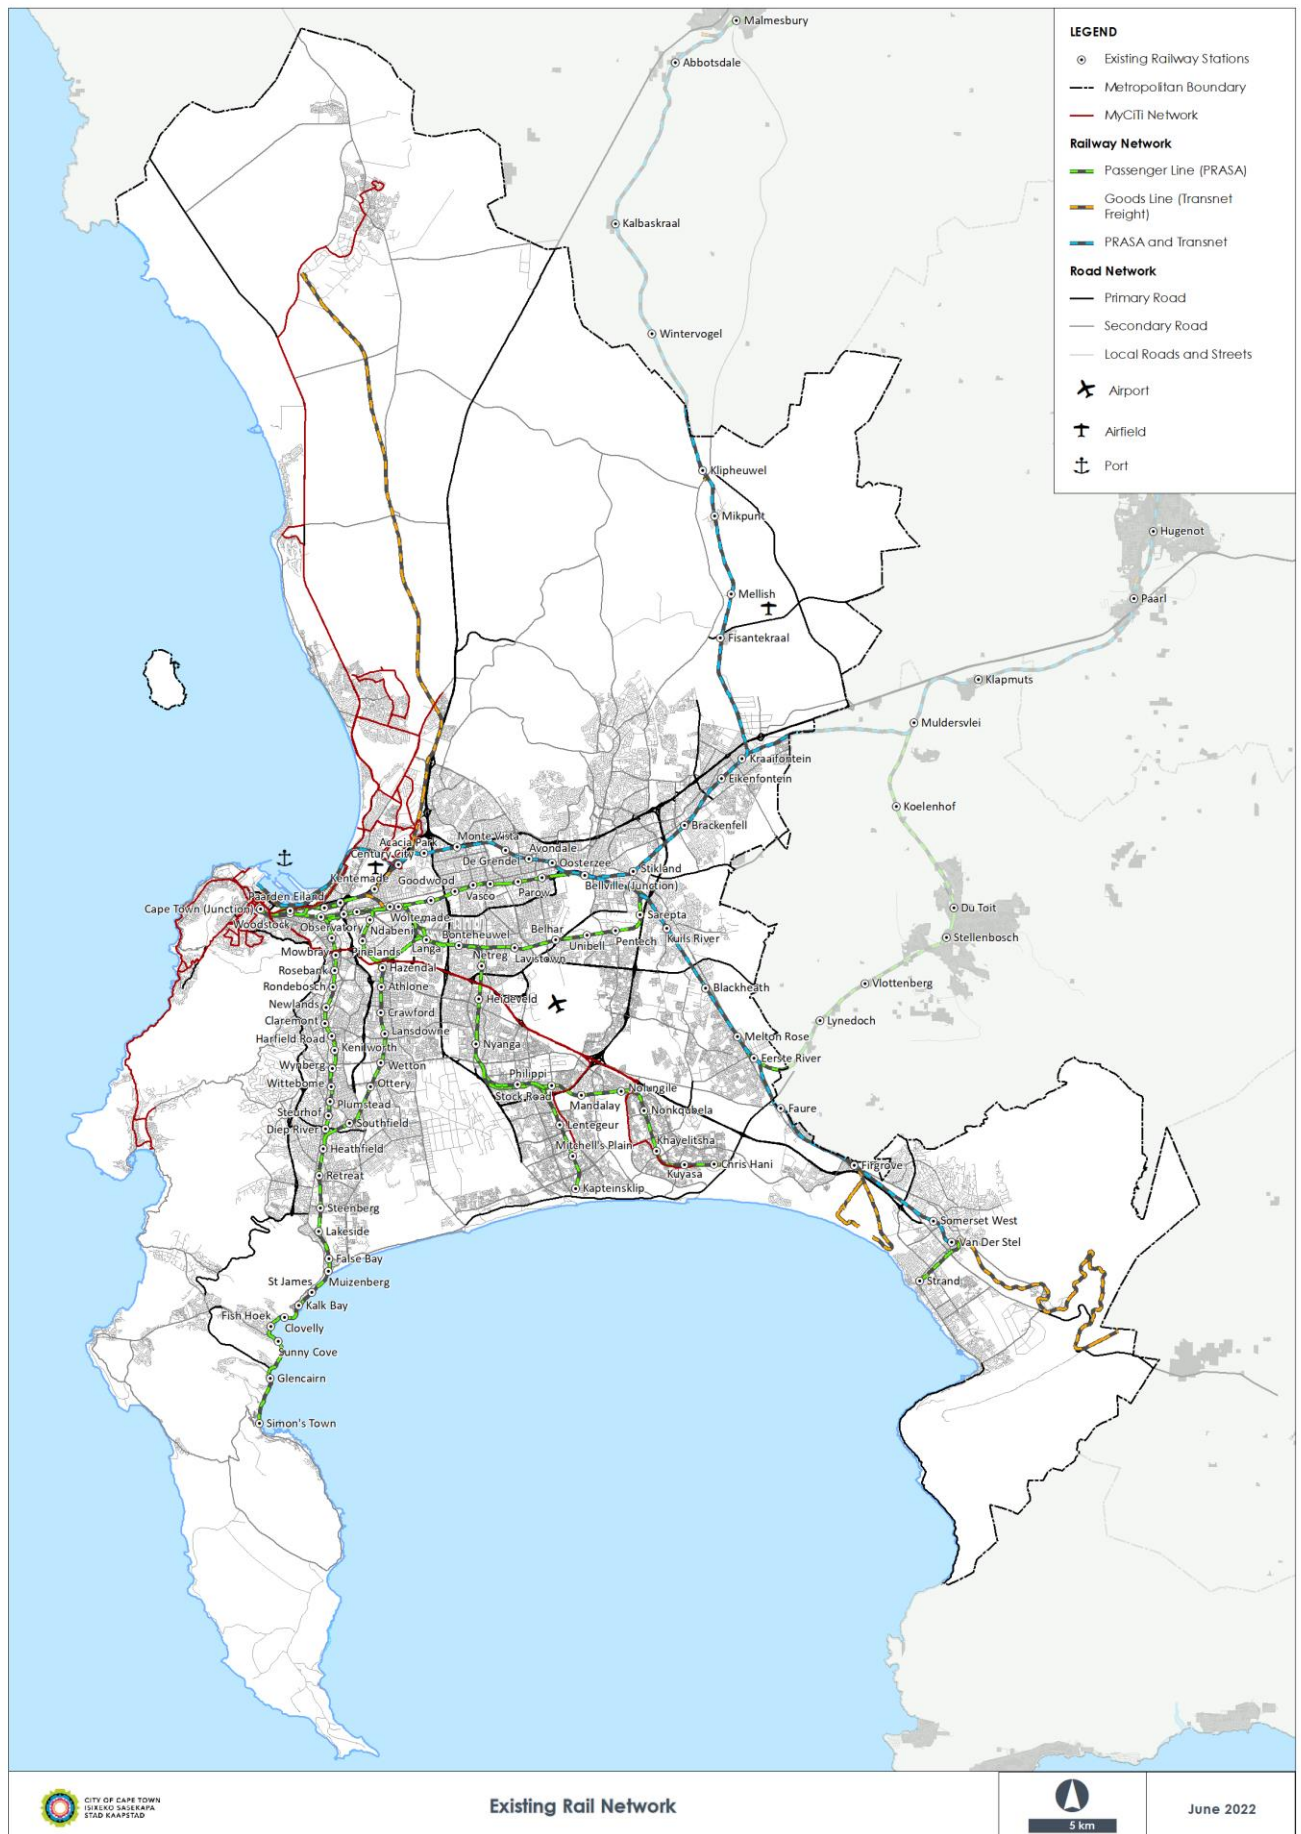 Malmesbury
Abbotsdale
Kalbaskraal
Wintervogel
Klipheuwel
Mikpunt
Mellish
Fisantekraal
Hugenot
Paarl
Klapmuts
Muldersvlei
Koelenhof
Du Toit
Stellenbosch
Vlottenberg
Lynedoch
Kraaifontein
Eikenfontein
Brackenfell
Monte Vista
Acacia Park
Avondale
Century City
De Grendel
Oosterzee
Stikland
Kentemade
Goodwood
Bellville (Junction)
Vasco
Parow
Paarden Eiland
Cape Town (Junction)
Woodstock
Woltemade
Sarepta
Observatory
Ndabeni
Belhar
Kuils River
Bonteheuwel
Unibell
Pentech
Mowbray
Pinelands
Langa
Netreg
Lavistown
Rosebank
Hazendal
Rondebosch
Athlone
Blackheath
Newlands
Heideveld
Claremont
Crawford
Harfield Road
Lansdowne
Melton Rose
Kenilworth
Nyanga
Eerste River
Wynberg
Wetton
Philippi
Wittebome
Ottery
Stock Road
Nolungile
Plumstead
Mandalay
Nonkqubela
Faure
Steurhof
Southfield
Lentegeur
Diep River
Mitchell's Plain
Khayelitsha
Heathfield
Kuyasa
Chris Hani
Firgrove
Retreat
Kapteinsklip
Steenberg
Somerset West
Lakeside
Van Der Stel
False Bay
St James
Muizenberg
Strand
Kalk Bay
Fish Hoek
Clovelly
Sunny Cove
Glencairn
Simon's Town
LEGEND
Existing Railway Stations
Metropolitan Boundary
MyCiTi Network
Railway Network
Passenger Line (PRASA)
Goods Line (Transnet
Freight)
PRASA and Transnet
Road Network
Primary Road
Secondary Road
Local Roads and Streets
Airport
Airfield
Port
CITY OF CAPE TOWN
ISIXEKO SASEKAPA
STAD KAAPSTAD
Existing Rail Network
5 km
June 2022